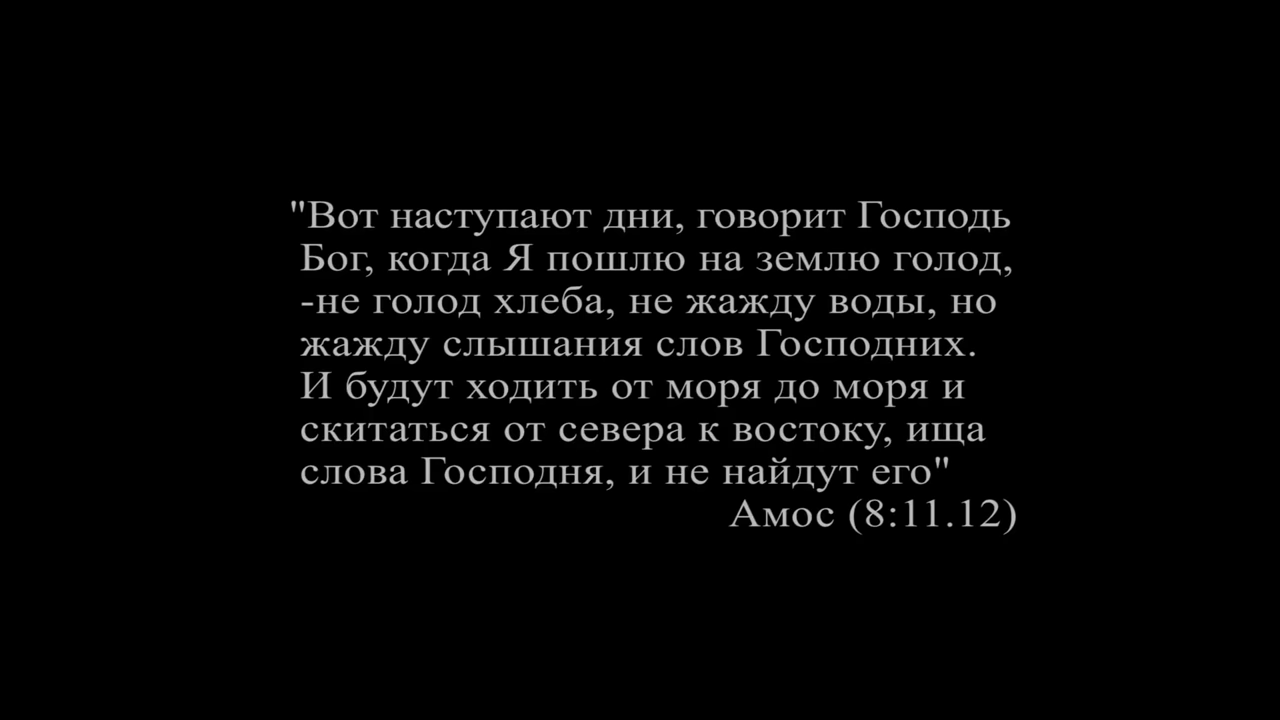 "Вот наступают дни, говорит Господь
Бог, когда Я пошлю на землю голод,
-не голод хлеба, не жажду воды, но
жажду слышания слов Господних.
И будут ходить от моря до моря и
скитаться от севера к востоку, ища
слова Господня, и не найдут его"
Амос (8:11.12)